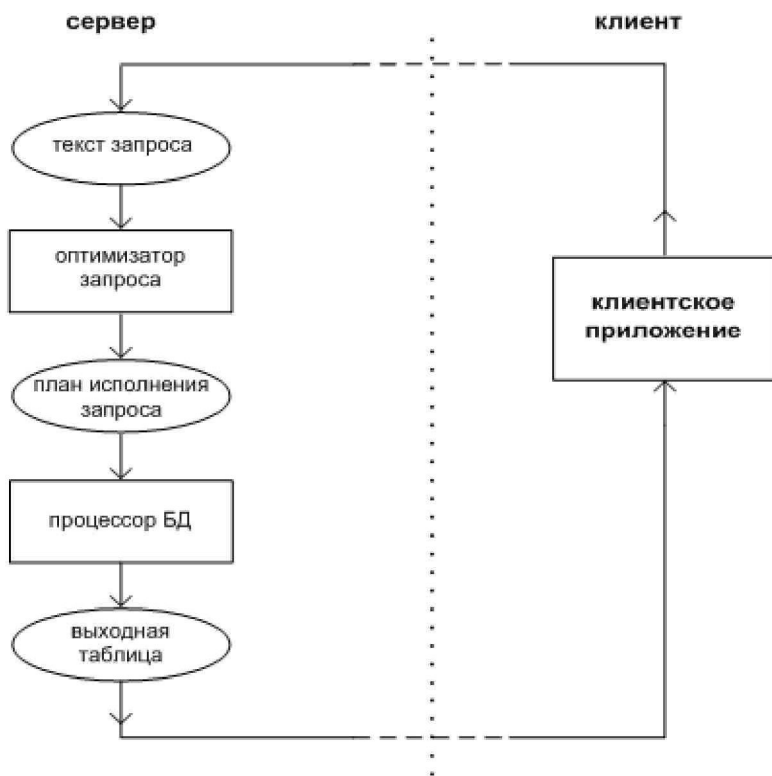 сервер
клиент
текст запроса
оптимизатор
запроса
план исполнения
запроса
процессор БД
выходная
таблица
клиентское
приложение